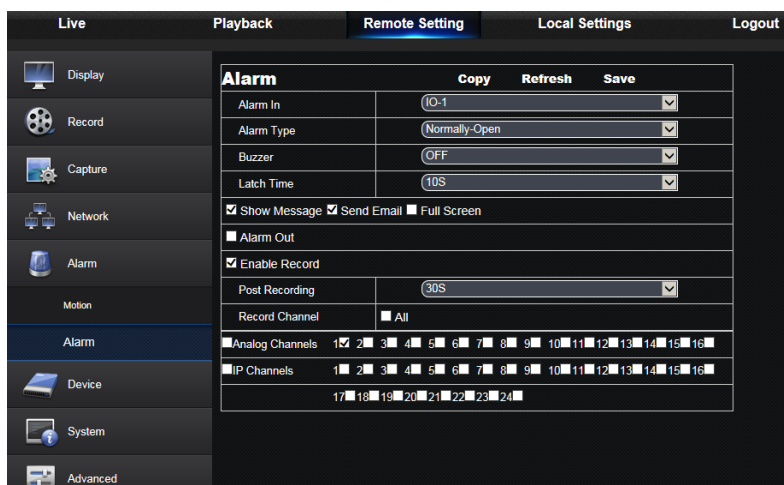 Live Playback Remote Setting Local Settings Logout
Display
Record
Capture
Network
Alarm
Motion
Alarm
Device
System
Advanced
Alarm Copy Refresh Save
Alarm In IO-1
Alarm Type Normally-Open
Buzzer OFF
Latch Time 10S
Show Message Send Email Full Screen
Alarm Out
Enable Record
Post Recording 30S
Record Channel All
Analog Channels 1 2 3 4 5 6 7 8 9 10 11 12 13 14 15 16
IP Channels 1 2 3 4 5 6 7 8 9 10 11 12 13 14 15 16
17 18 19 20 21 22 23 24